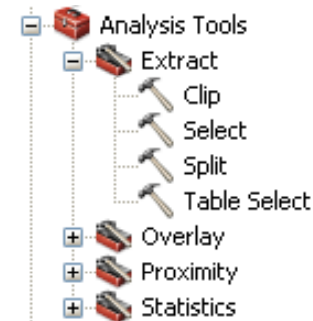 Analysis Tools
Extract
Clip
Select
Split
Table Select
Overlay
Proximity
Statistics